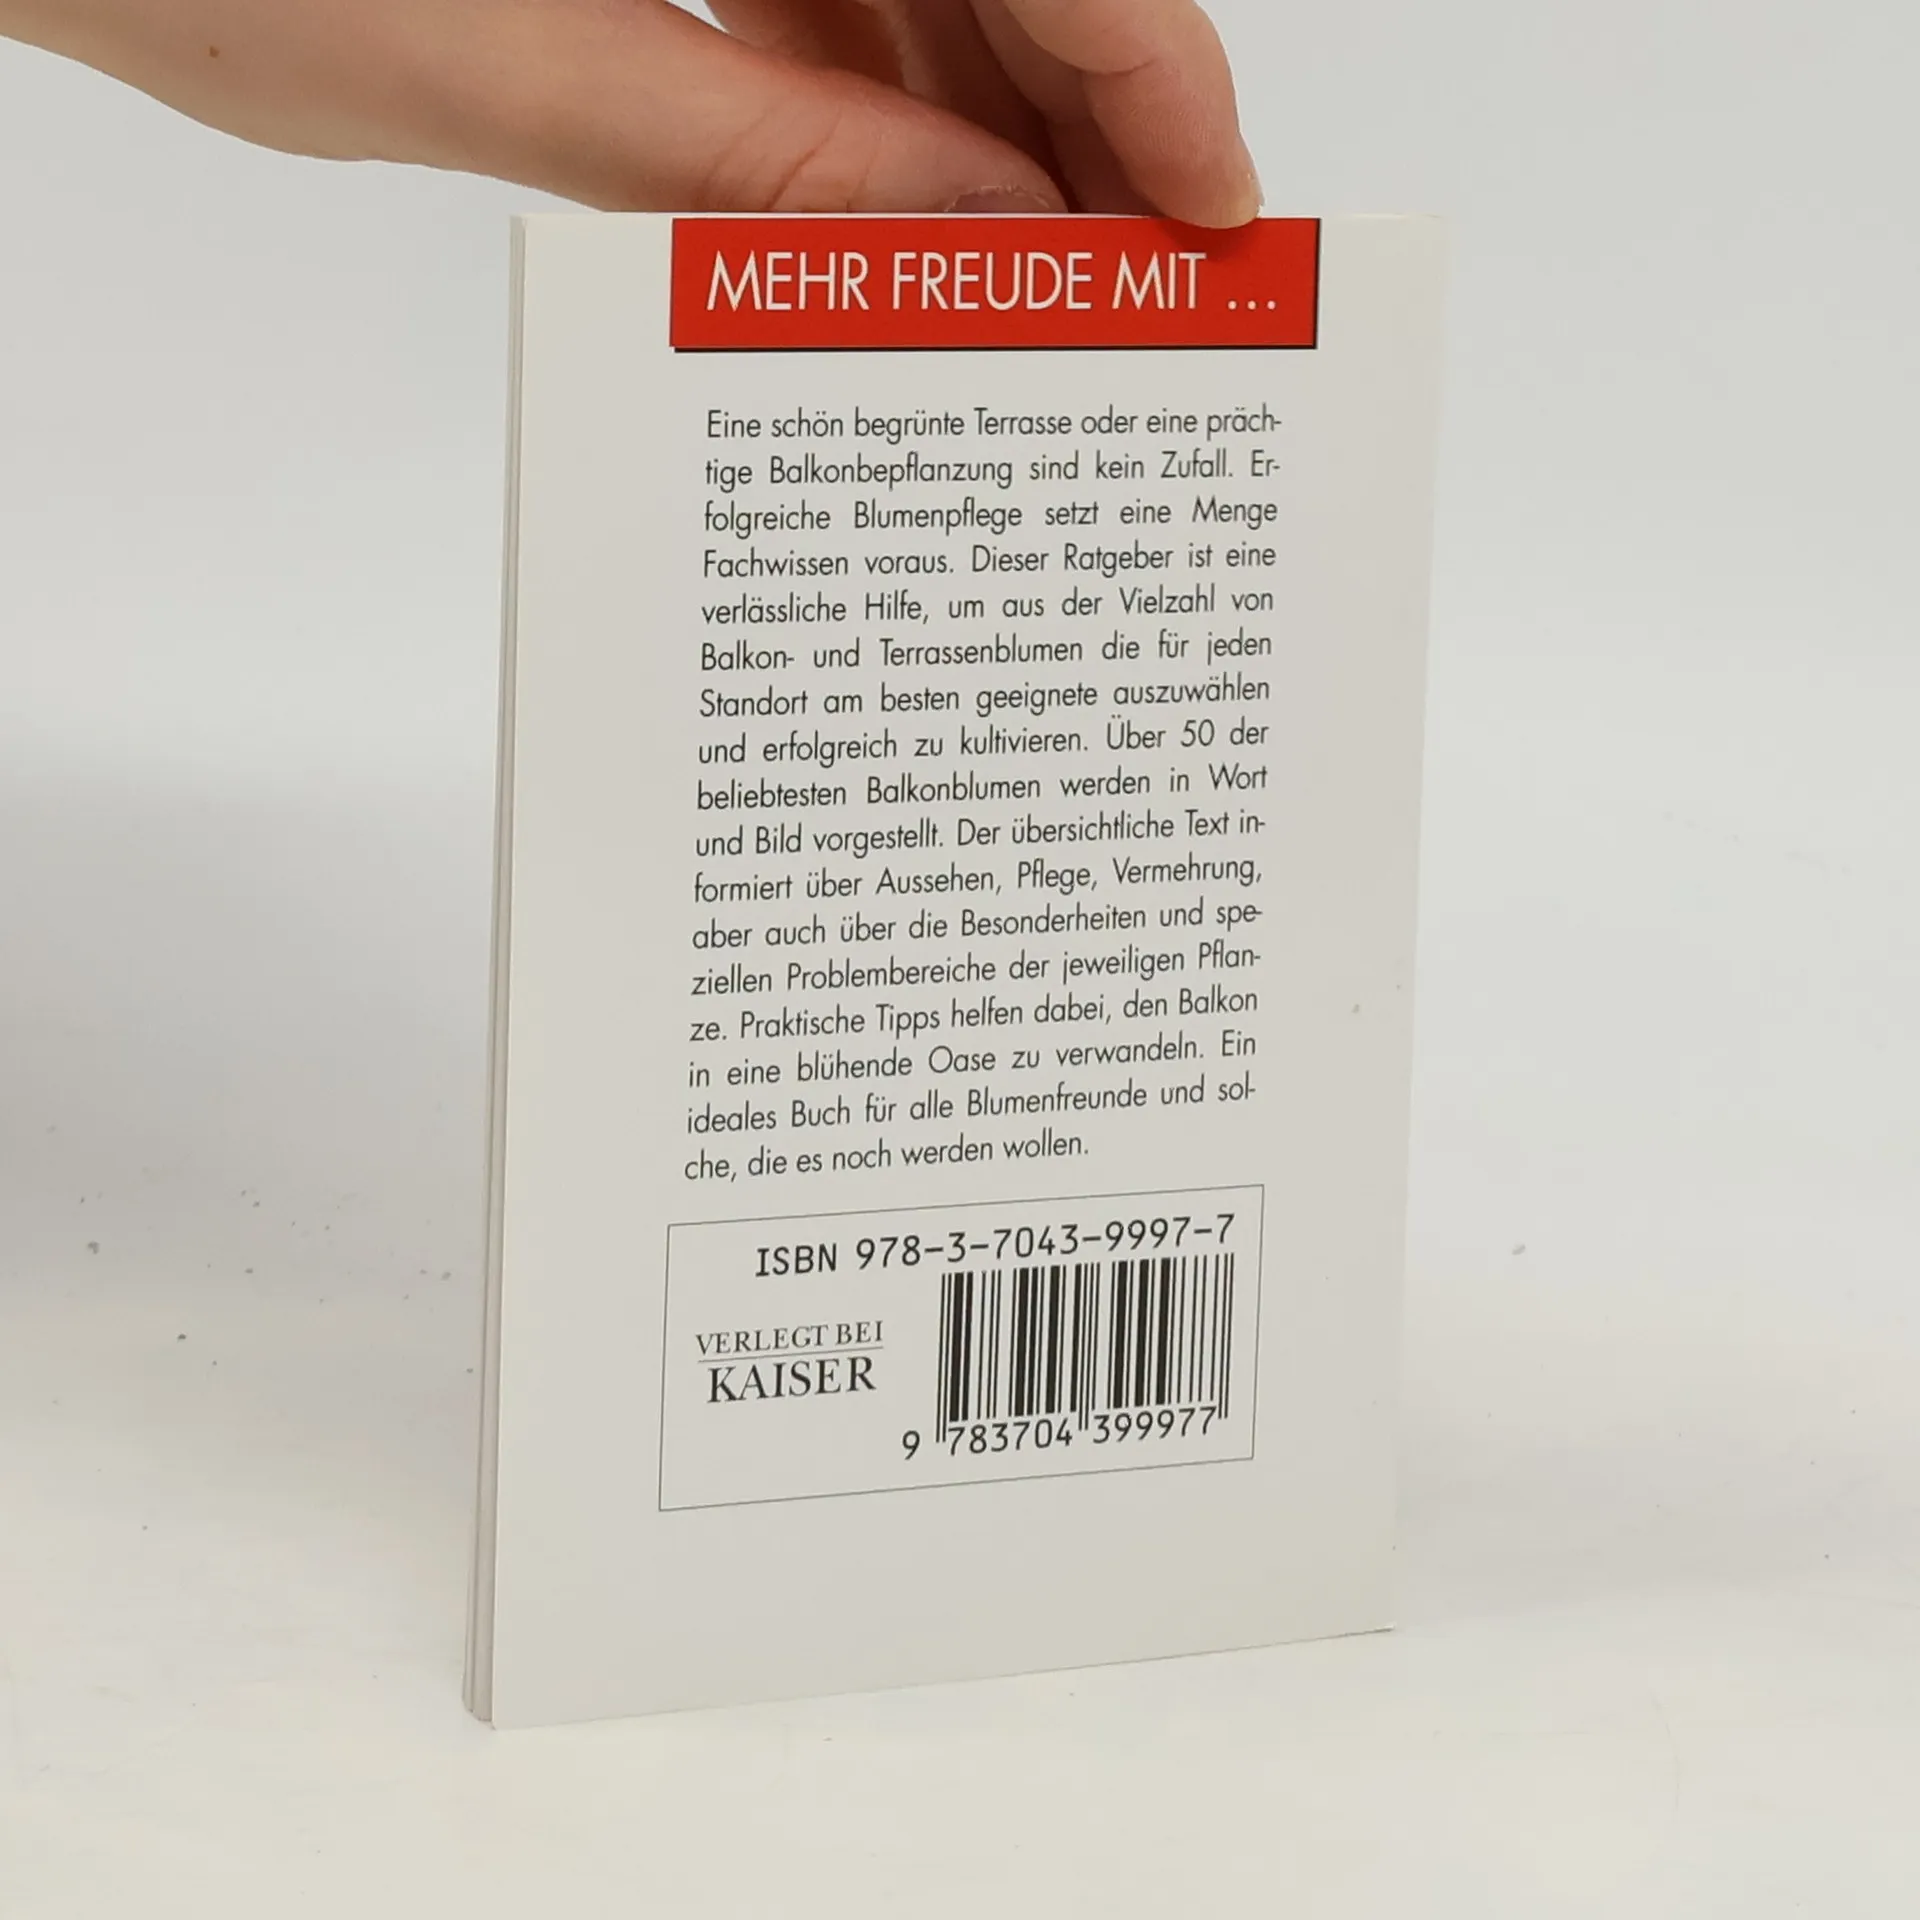 MEHR FREUDE MIT ...
Eine schön begrünte Terrasse oder eine präch-
tige Balkonbepflanzung sind kein Zufall. Er-
folgreiche Blumenpflege setzt eine Menge
Fachwissen voraus. Dieser Ratgeber ist eine
verlässliche Hilfe, um aus der Vielzahl von
Balkon- und Terrassenblumen die für jeden
Standort am besten geeignete auszuwählen
und erfolgreich zu kultivieren. Über 50 der
beliebtesten Balkonblumen werden in Wort
und Bild vorgestellt. Der übersichtliche Text in-
formiert über Aussehen, Pflege, Vermehrung,
aber auch über die Besonderheiten und spe-
ziellen Problembereiche der jeweiligen Pflan-
ze. Praktische Tipps helfen dabei, den Balkon
in eine blühende Oase zu verwandeln. Ein
ideales Buch für alle Blumenfreunde und sol-
che, die es noch werden wollen.
ISBN 978-3-7043-9997-7
VERLEGT BEI
KAISER
9 783704 399977